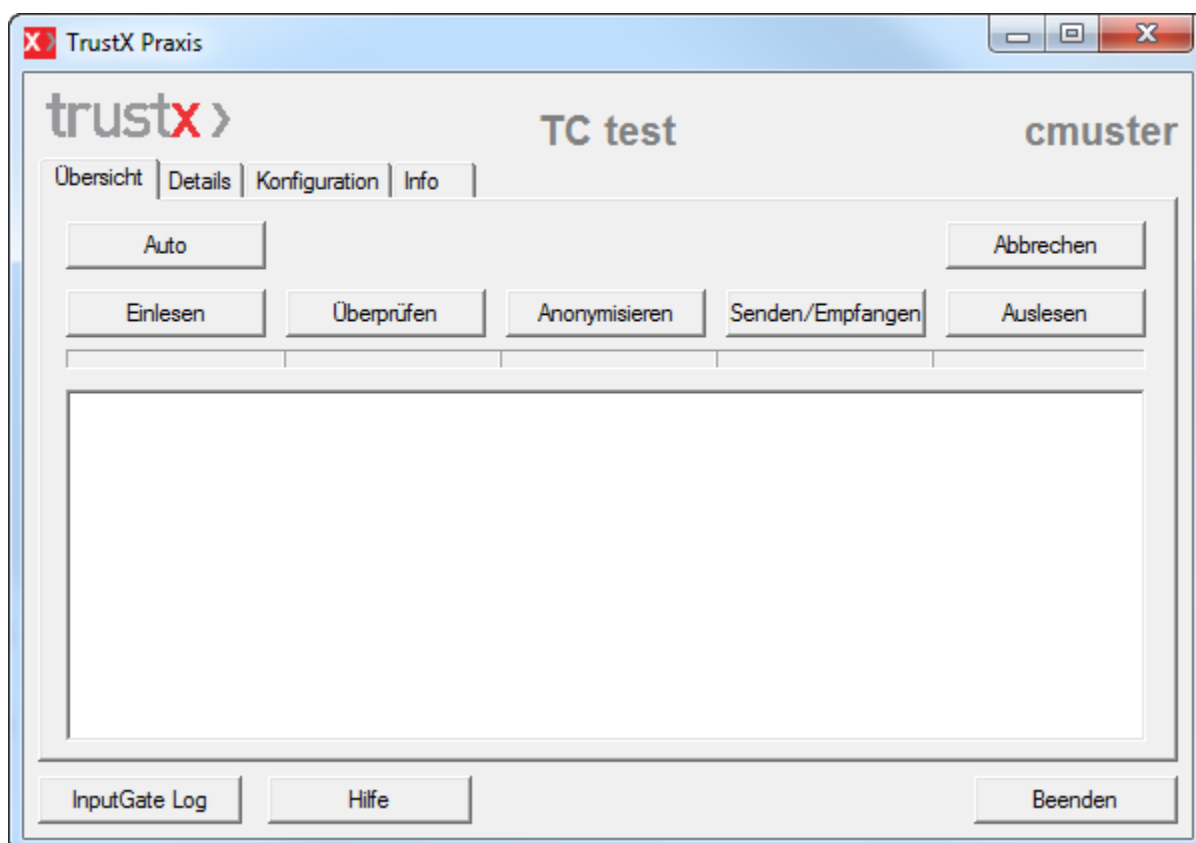 TrustX Praxis
trustx
TC test
cmuster
Übersicht Details Konfiguration Info
Auto Abbrechen
Einlesen Überprüfen Anonymisieren Senden/Empfangen Auslesen
InputGate Log Hilfe Beenden